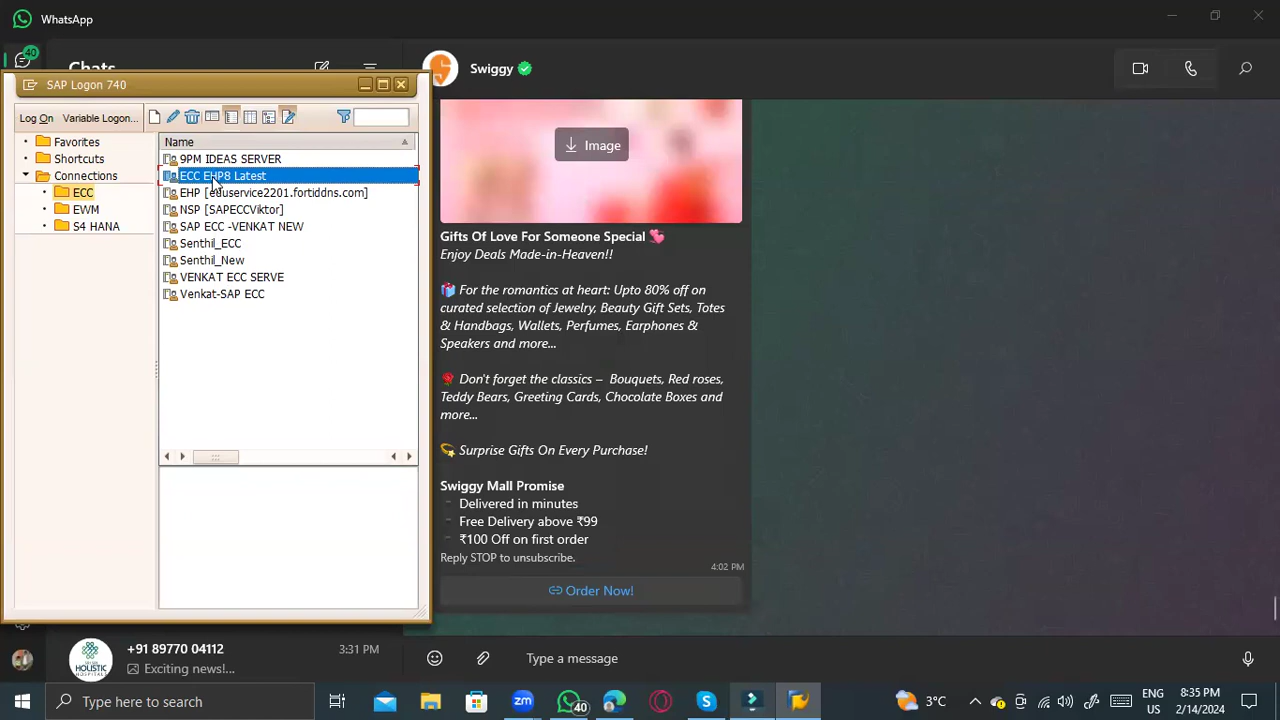 WhatsApp
40
Chats
Swiggy
SAP Logon 740
Log On
Variable Logon...
Favorites
Shortcuts
Connections
ECC
EWM
S4 HANA
Name
9PM IDEAS SERVER
ECC EHP8 Latest
EHP [eduservice2201.fortiddns.com]
NSP [SAPECCViktor]
SAP ECC -VENKAT NEW
Senthil_ECC
Senthil_New
VENKAT ECC SERVE
Venkat-SAP ECC
Image
Gifts Of Love For Someone Special 💘
Enjoy Deals Made-in-Heaven!!
🎁 For the romantics at heart: Upto 80% off on
curated selection of Jewelry, Beauty Gift Sets, Totes
& Handbags, Wallets, Perfumes, Earphones &
Speakers and more...
🌹 Don't forget the classics – Bouquets, Red roses,
Teddy Bears, Greeting Cards, Chocolate Boxes and
more...
💫 Surprise Gifts On Every Purchase!
Swiggy Mall Promise
Delivered in minutes
Free Delivery above ₹99
₹100 Off on first order
Reply STOP to unsubscribe.
4:02 PM
Order Now!
+91 89770 04112
3:31 PM
HOLISTIC
Exciting news!...
Type a message
Type here to search
zm
40
3°C
ENG
US
8:35 PM
2/14/2024